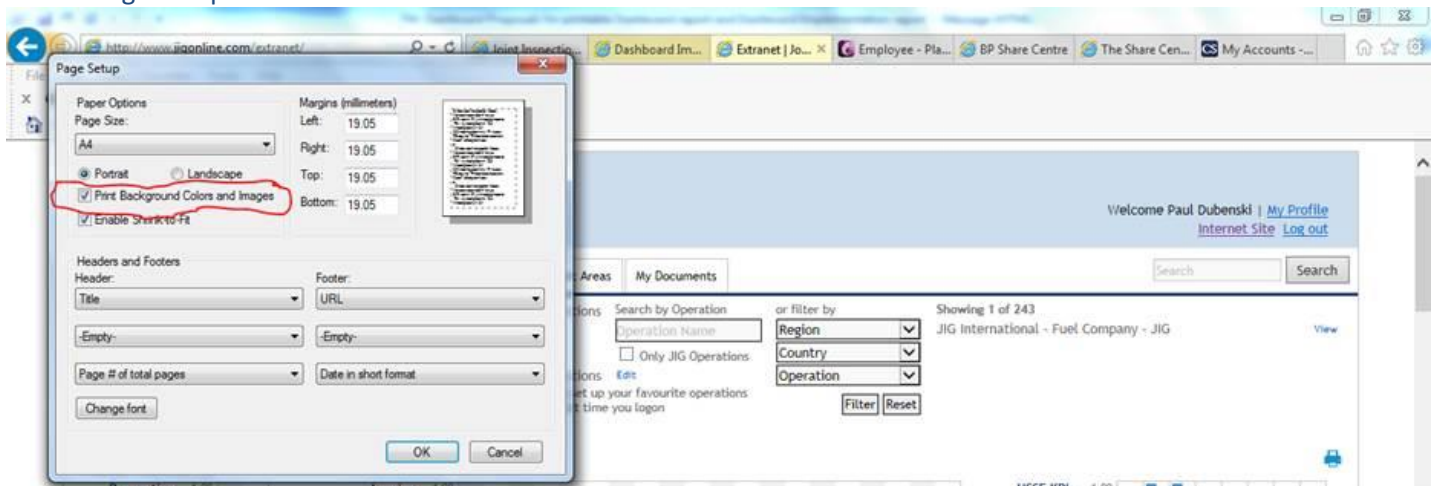 http://www.jigonline.com/extranet/
Joint Inspectio...
Dashboard Im...
Extranet | Jo...
Employee - Pla...
BP Share Centre
The Share Cen...
My Accounts -...
Page Setup
Paper Options
Page Size:
A4
Portrait
Landscape
Print Background Colors and Images
Enable Shrink-to-Fit
Margins (millimeters)
Left: 19.05
Right: 19.05
Top: 19.05
Bottom: 19.05
Headers and Footers
Header:
Footer:
Title
URL
-Empty-
-Empty-
Page # of total pages
Date in short format
Change font
OK
Cancel
Welcome Paul Dubenski | My Profile
Internet Site Log out
Areas
My Documents
Search
Search
Search by Operation
Operation Name
Only JIG Operations
Edit
set up your favourite operations
time you logon
or filter by
Region
Country
Operation
Filter
Reset
Showing 1 of 243
JIG International - Fuel Company - JIG
View